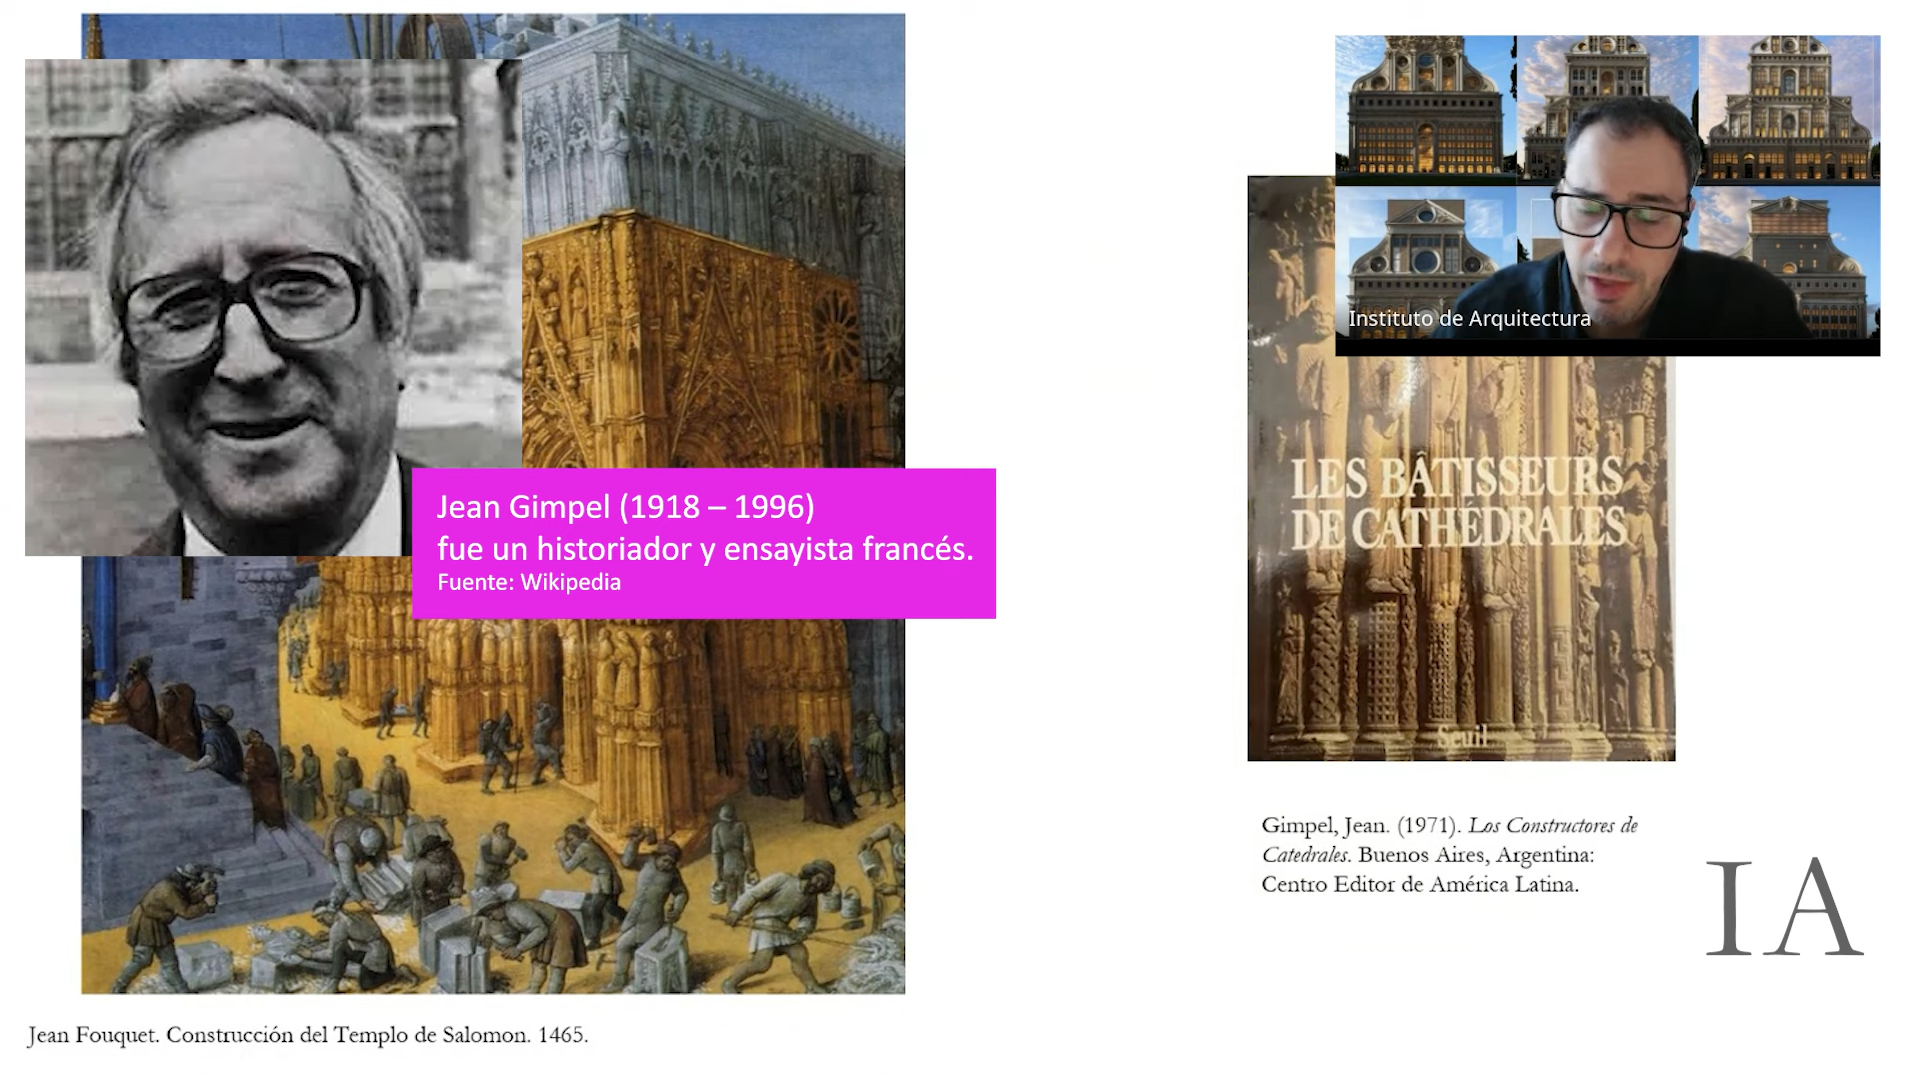 Jean Gimpel (1918 – 1996)
fue un historiador y ensayista francés.
Fuente: Wikipedia
Jean Fouquet. Construcción del Templo de Salomon. 1465.
Instituto de Arquitectura
LES BÂTISSEURS
DE CATHÉDRALES
Seuil
Gimpel, Jean. (1971). Los Constructores de
Catedrales. Buenos Aires, Argentina:
Centro Editor de América Latina.
IA